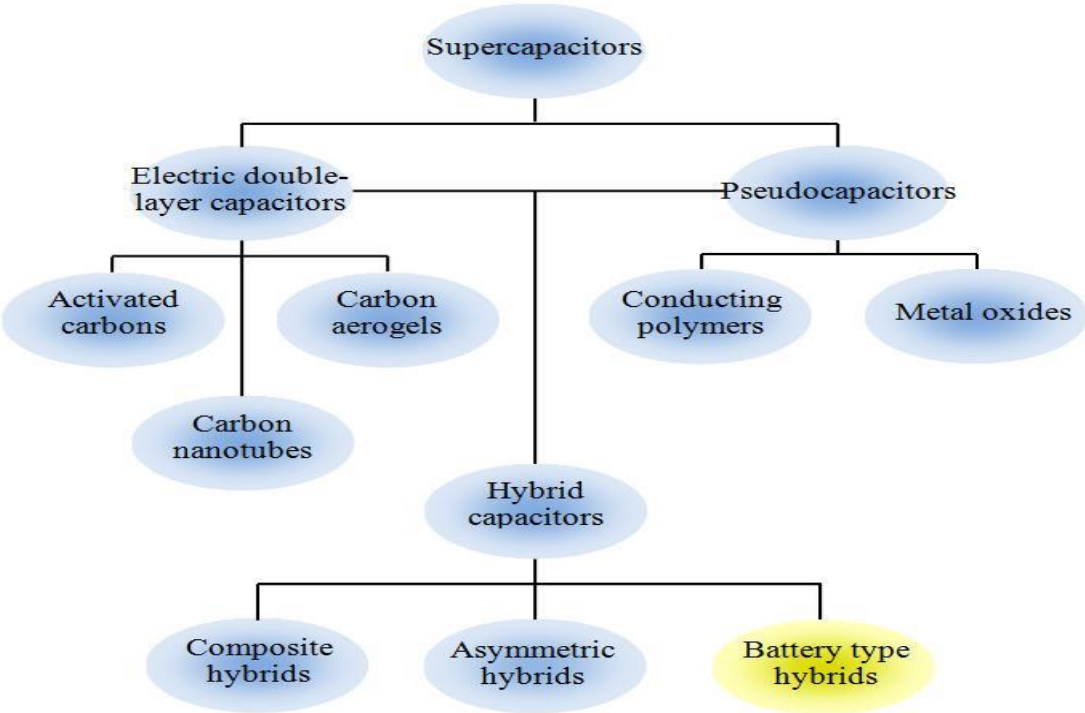 Supercapacitors
Electric double-
layer capacitors
Pseudocapacitors
Activated
carbons
Carbon
aerogels
Conducting
polymers
Metal oxides
Carbon
nanotubes
Hybrid
capacitors
Composite
hybrids
Asymmetric
hybrids
Battery type
hybrids